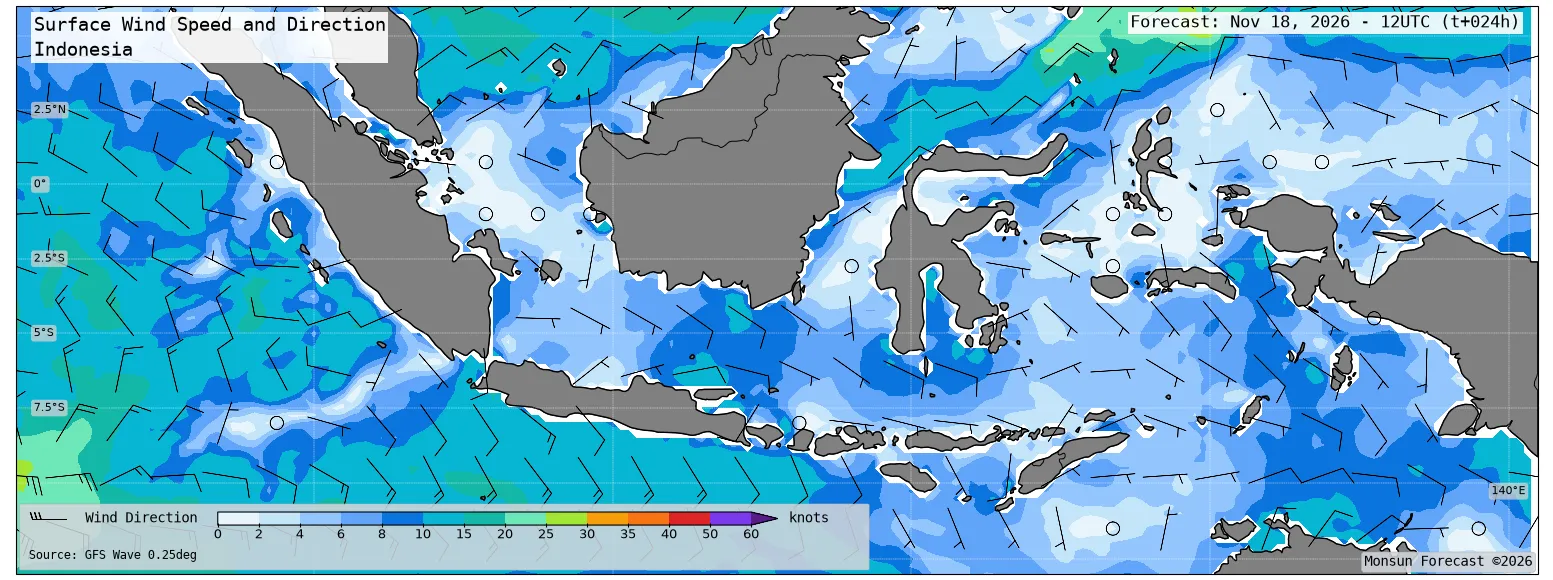 Surface Wind Speed and Direction
Indonesia
Forecast: Nov 18, 2026 - 12UTC (t+024h)
2.5°N
0°
2.5°S
5°S
7.5°S
140°E
Wind Direction
0 2 4 6 8 10 15 20 25 30 35 40 50 60 knots
Source: GFS Wave 0.25deg
Monsun Forecast ©2026